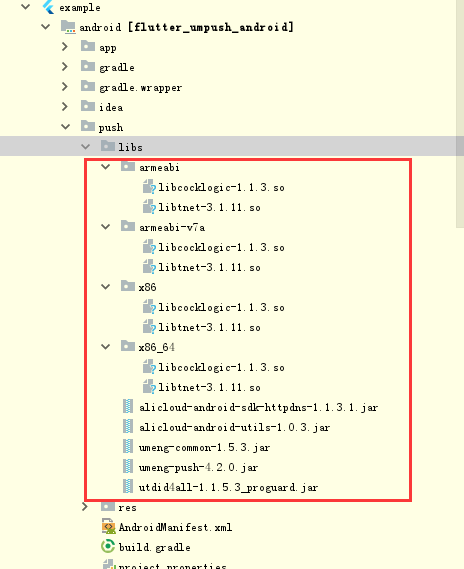 example
android [flutter_umpush_android]
app
gradle
gradle.wrapper
idea
push
libs
armeabi
libcocklogic-1.1.3.so
libtnet-3.1.11.so
armeabi-v7a
libcocklogic-1.1.3.so
libtnet-3.1.11.so
x86
libcocklogic-1.1.3.so
libtnet-3.1.11.so
x86_64
libcocklogic-1.1.3.so
libtnet-3.1.11.so
alicloud-android-sdk-httpdns-1.1.3.1.jar
alicloud-android-utils-1.0.3.jar
umeng-common-1.5.3.jar
umeng-push-4.2.0.jar
utdid4all-1.1.5.3_proguard.jar
res
AndroidManifest.xml
build.gradle
project.properties